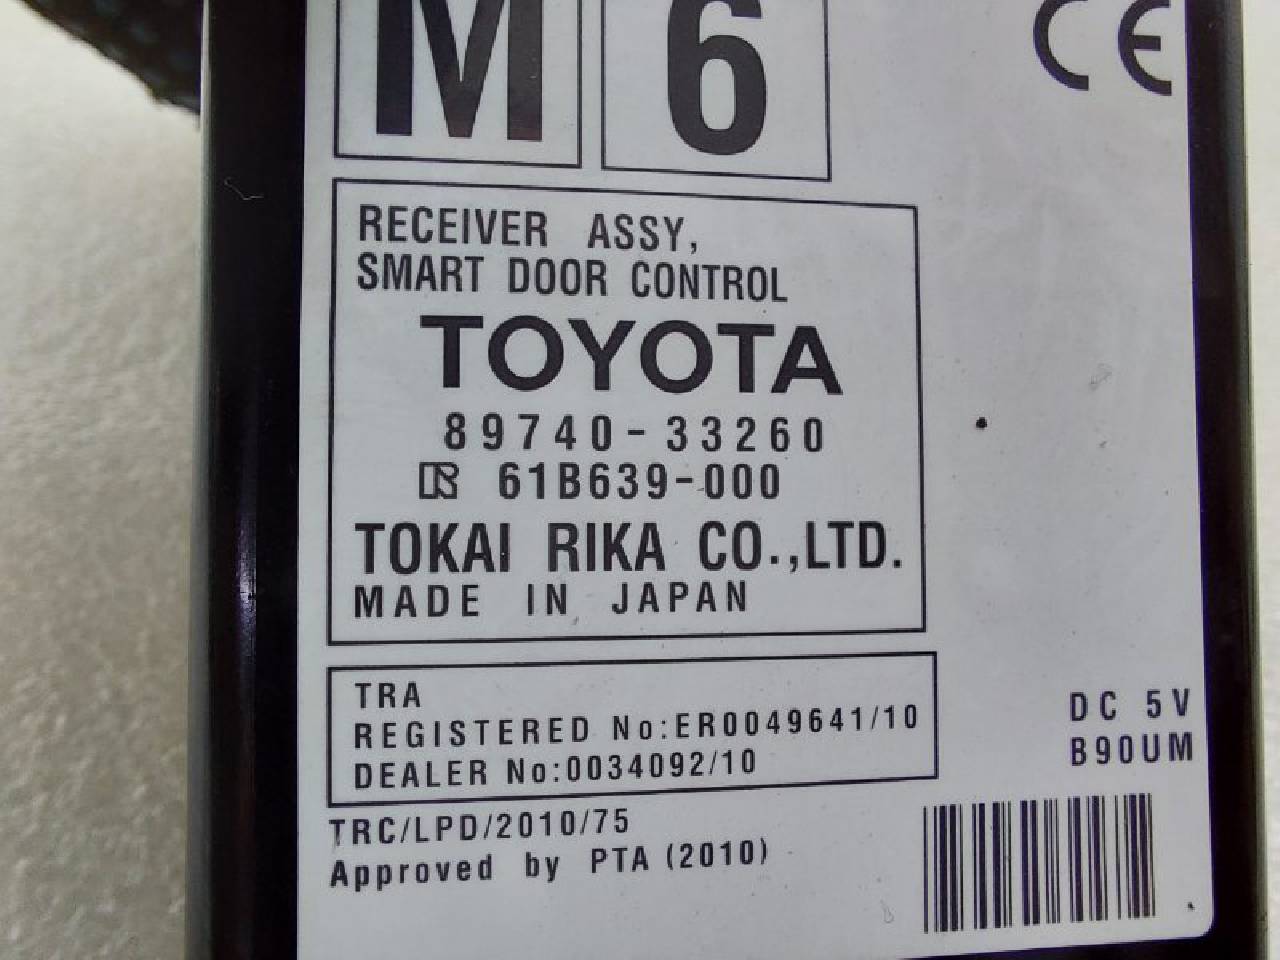 M 6 CE
RECEIVER ASSY,
SMART DOOR CONTROL
TOYOTA
89740-33260
61B639-000
TOKAI RIKA CO.,LTD.
MADE IN JAPAN
TRA
REGISTERED No:ER0049641/10
DEALER No:0034092/10
DC 5V
B90UM
TRC/LPD/2010/75
Approved by PTA (2010)